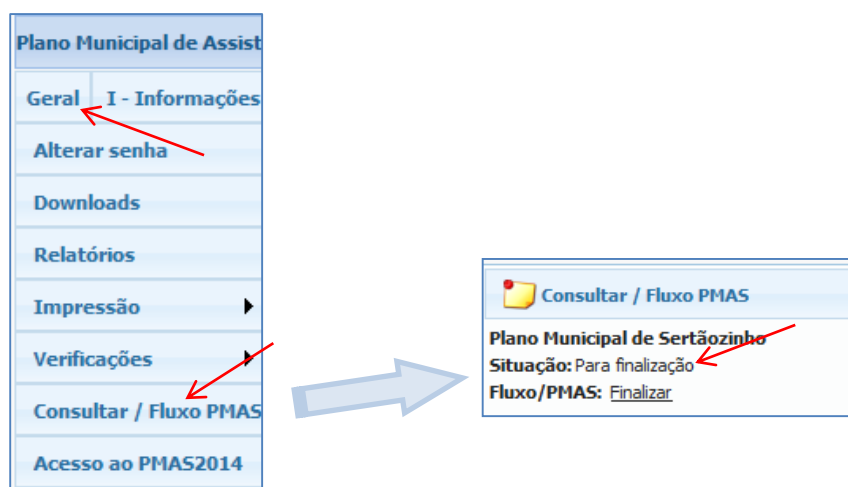 Plano Municipal de Assist
Geral I - Informações
Alterar senha
Downloads
Relatórios
Impressão
Verificações
Consultar / Fluxo PMAS
Acesso ao PMAS2014
Consultar / Fluxo PMAS
Plano Municipal de Sertãozinho
Situação: Para finalização
Fluxo/PMAS: Finalizar